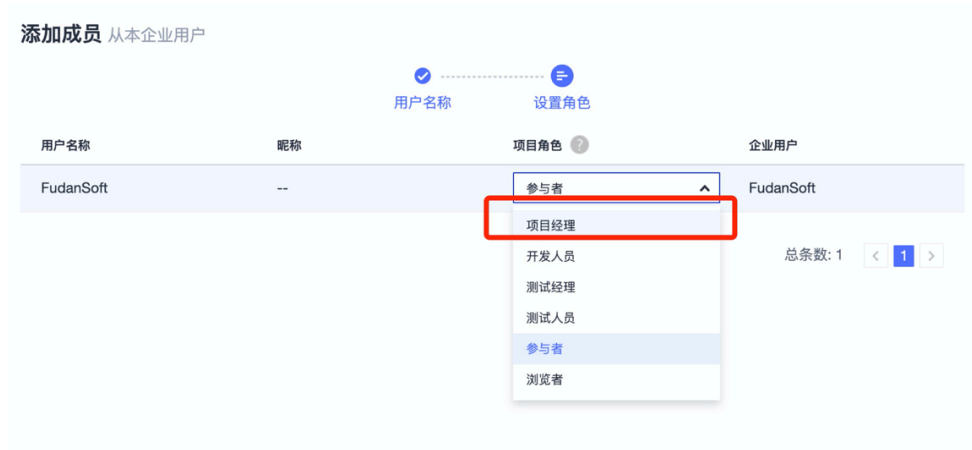 添加成员 从本企业用户
用户名称 设置角色
用户名称 昵称 项目角色 ? 企业用户
FudanSoft -- 参与者 FudanSoft
项目经理
开发人员
测试经理
测试人员
参与者
浏览者
总条数: 1 < 1 >